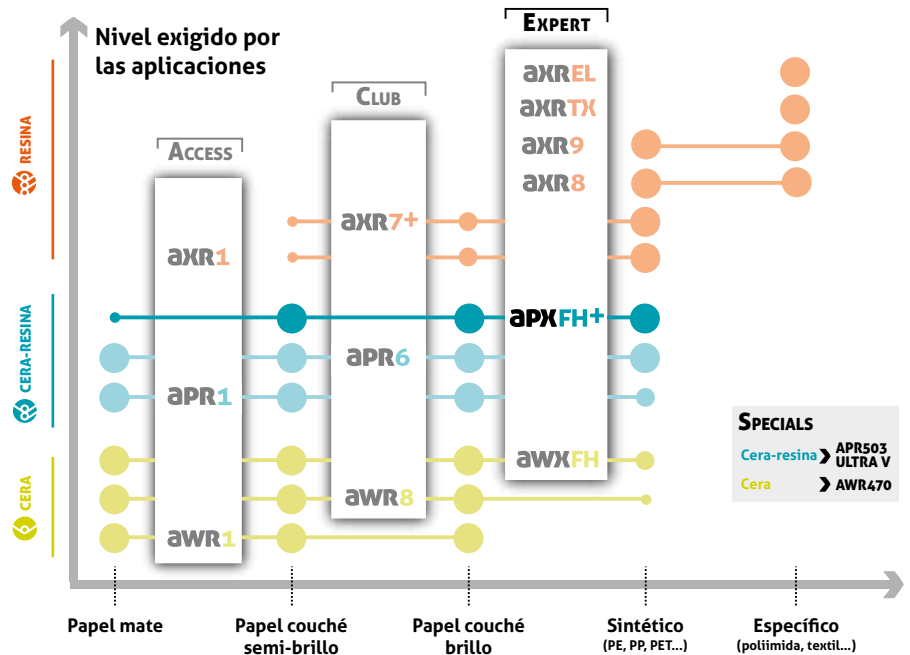 Nivel exigido por
las aplicaciones
EXPERT
CLUB
ACCESS
RESINA
CERA-RESINA
CERA
aXREL
aXRTX
aXR9
aXR8
aXR7+
aXR1
aPXFH+
aPR6
aPR1
aWXFH
aWR8
aWR1
SPECIALS
Cera-resina APR503
ULTRA V
Cera AWR470
Papel mate
Papel couché
semi-brillo
Papel couché
brillo
Sintético
(PE, PP, PET...)
Específico
(poliimida, textil...)